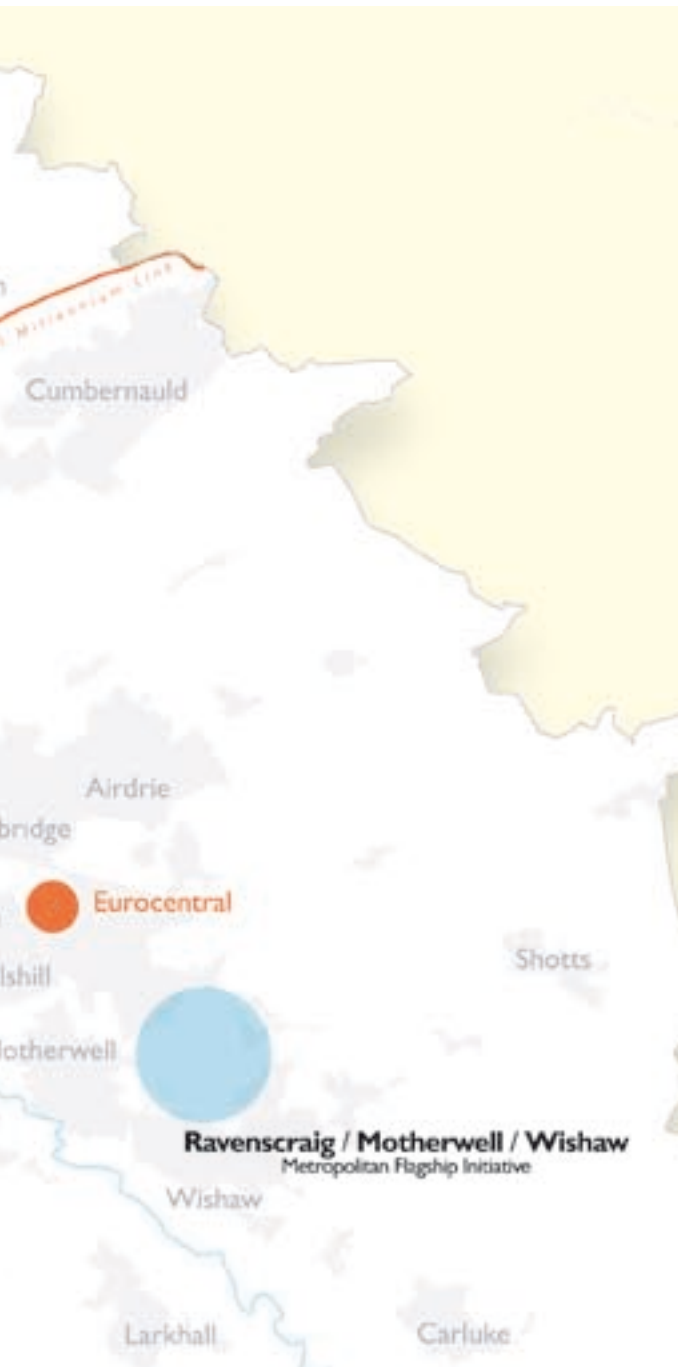 Millennium Link
Cumbernauld
Airdrie
bridge
Eurocentral
Shotts
lshill
otherwell
Ravenscraig / Motherwell / Wishaw
Metropolitan Flagship Initiative
Wishaw
Larkhall
Carluke